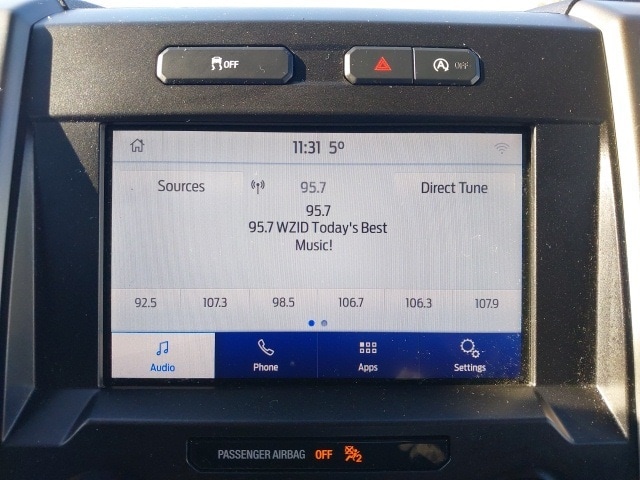 OFF
A OFF
11:31 5°
Sources 95.7 Direct Tune
95.7
95.7 WZID Today's Best
Music!
92.5 107.3 98.5 106.7 106.3 107.9
Audio Phone Apps Settings
PASSENGER AIRBAG OFF 2